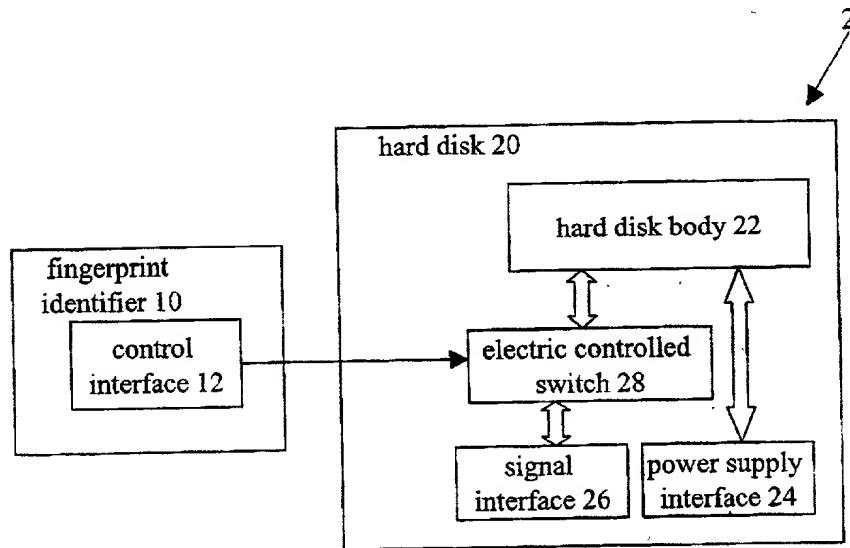 2
hard disk 20
hard disk body 22
fingerprint
identifier 10
control
interface 12
electric controlled
switch 28
signal
interface 26
power supply
interface 24